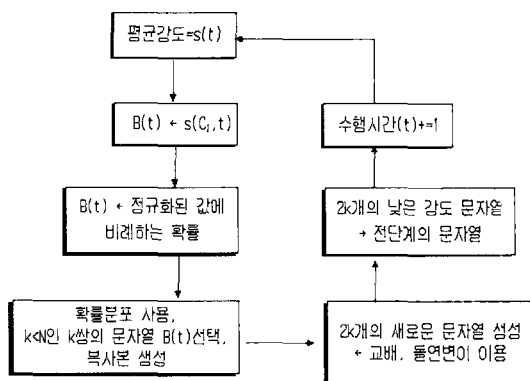 평균강도=s(t)
B(t) ← s(Cᵢ,t)
B(t) ← 정규화된 값에
비례하는 확률
확률분포 사용,
k<N인 k쌍의 문자열 B(t)선택,
복사본 생성
2k개의 새로운 문자열 생성
← 교배, 돌연변이 이용
2k개의 낮은 강도 문자열
→ 전단계의 문자열
수행시간(t)+=1